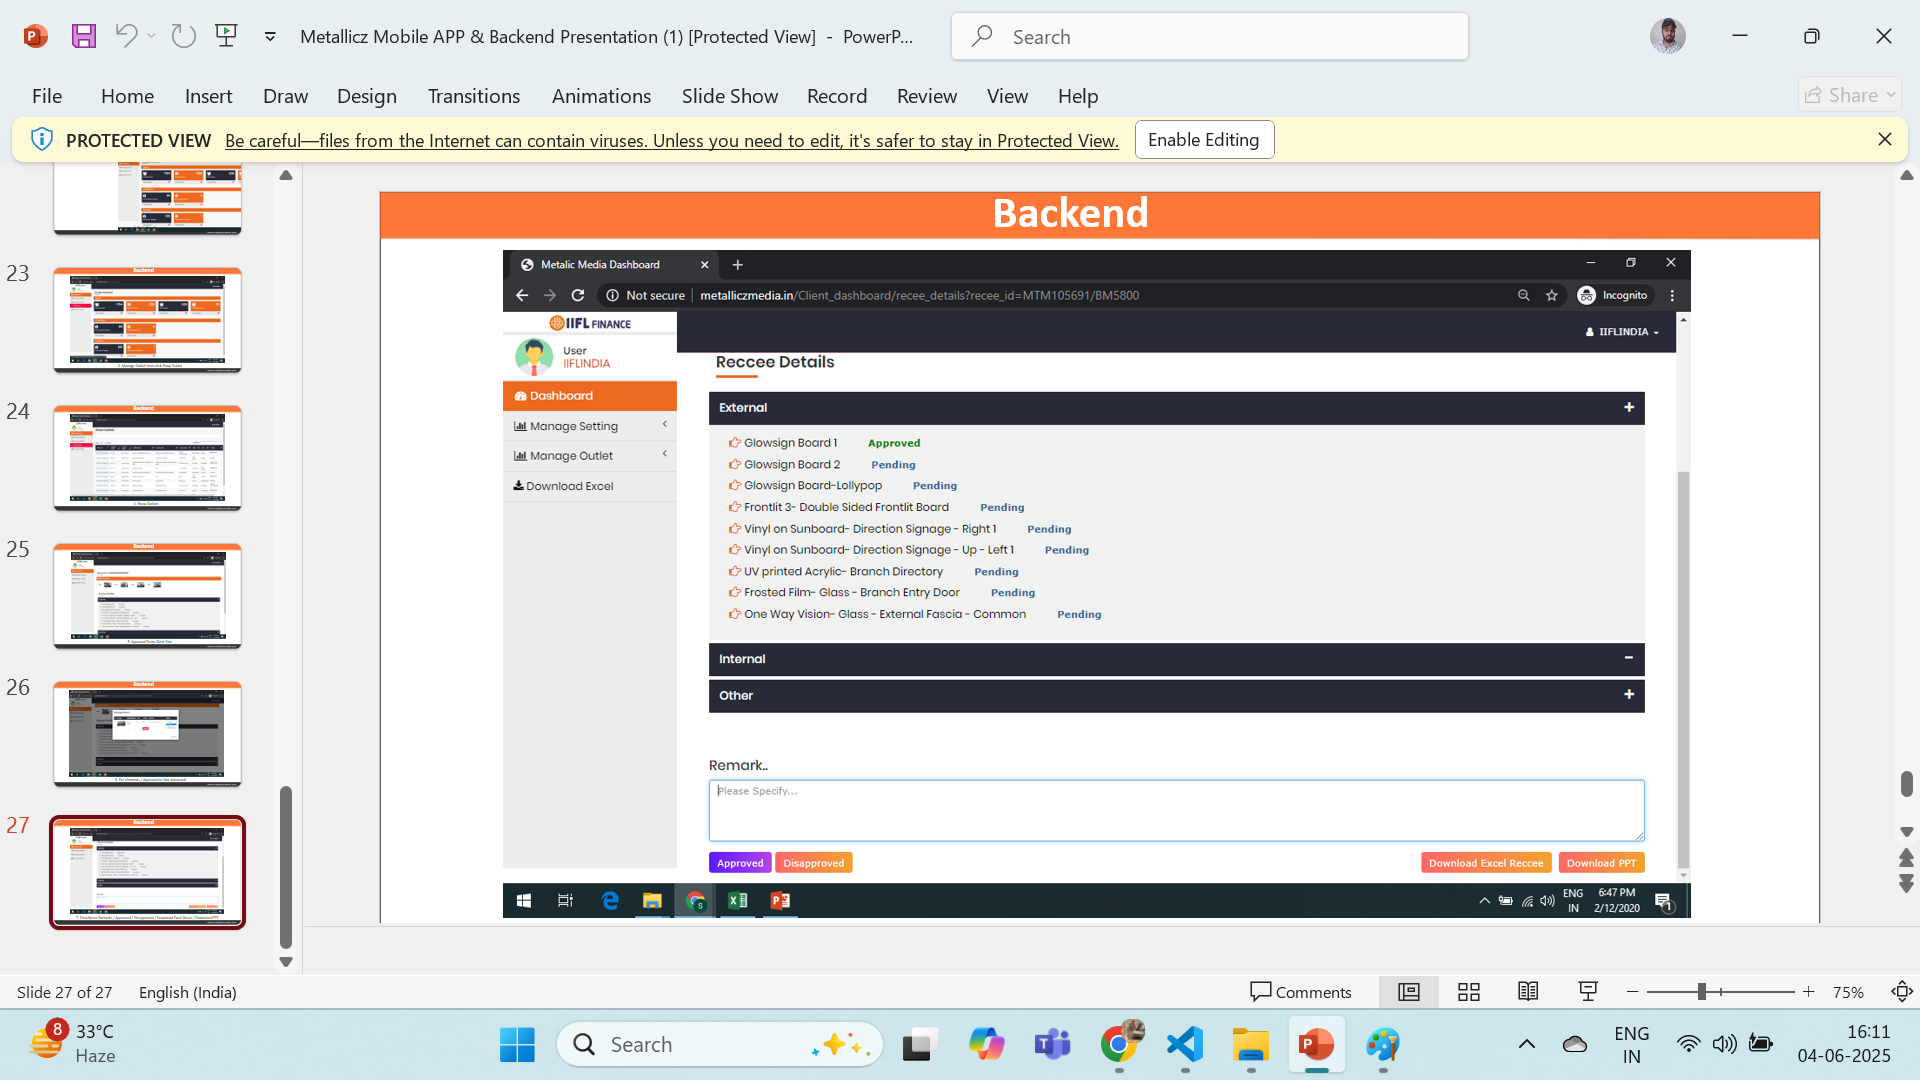 Metallicz Mobile APP & Backend Presentation (1) [Protected View] - PowerP...
Search
File Home Insert Draw Design Transitions Animations Slide Show Record Review View Help
Share
PROTECTED VIEW Be careful—files from the Internet can contain viruses. Unless you need to edit, it's safer to stay in Protected View. Enable Editing
23
24
25
26
27
Backend
Metalic Media Dashboard
Not secure metalliczmedia.in/Client_dashboard/recee_details?recee_id=MTM105691/BM5800
Incognito
IIFL FINANCE
IIFLINDIA
User
IIFLINDIA
Dashboard
Manage Setting
Manage Outlet
Download Excel
Reccee Details
External
Glowsign Board 1 Approved
Glowsign Board 2 Pending
Glowsign Board-Lollypop Pending
Frontlit 3- Double Sided Frontlit Board Pending
Vinyl on Sunboard- Direction Signage - Right 1 Pending
Vinyl on Sunboard- Direction Signage - Up - Left 1 Pending
UV printed Acrylic- Branch Directory Pending
Frosted Film- Glass - Branch Entry Door Pending
One Way Vision- Glass - External Fascia - Common Pending
Internal
Other
Remark..
Please Specify...
Approved Disapproved Download Excel Reccee Download PPT
ENG
IN
6:47 PM
2/12/2020
1
Slide 27 of 27 English (India)
Comments
75%
8
33°C
Haze
Search
ENG
IN
16:11
04-06-2025